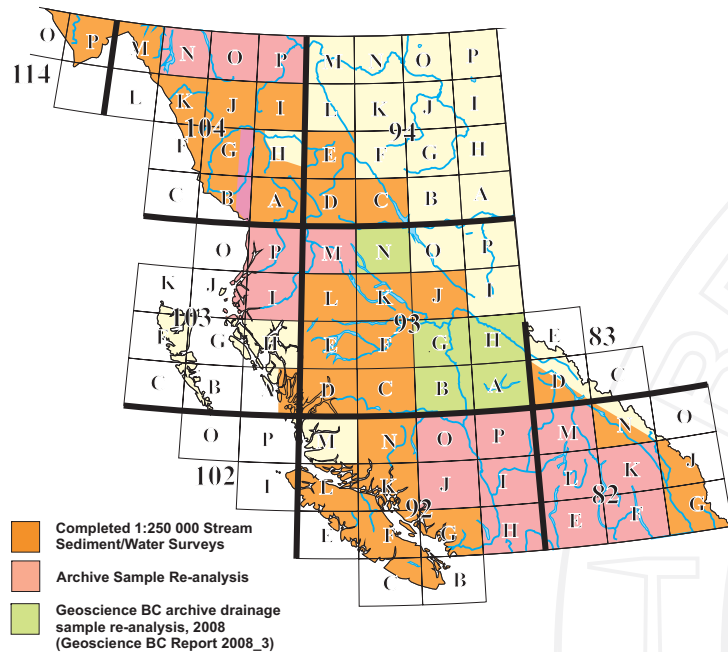 O P M N O P M N O P
114 L K J I L K J I
104 94
F G H E F G H
C B A D C B A
O P M N O P
K J I L K J I
103 93
F G H E F G H E 83
C B A D C B A D C
O P M N O P M N O
102 I L K J I L K J
92 82
E F G H E F G
C B
Completed 1:250 000 Stream
Sediment/Water Surveys
Archive Sample Re-analysis
Geoscience BC archive drainage
sample re-analysis, 2008
(Geoscience BC Report 2008_3)